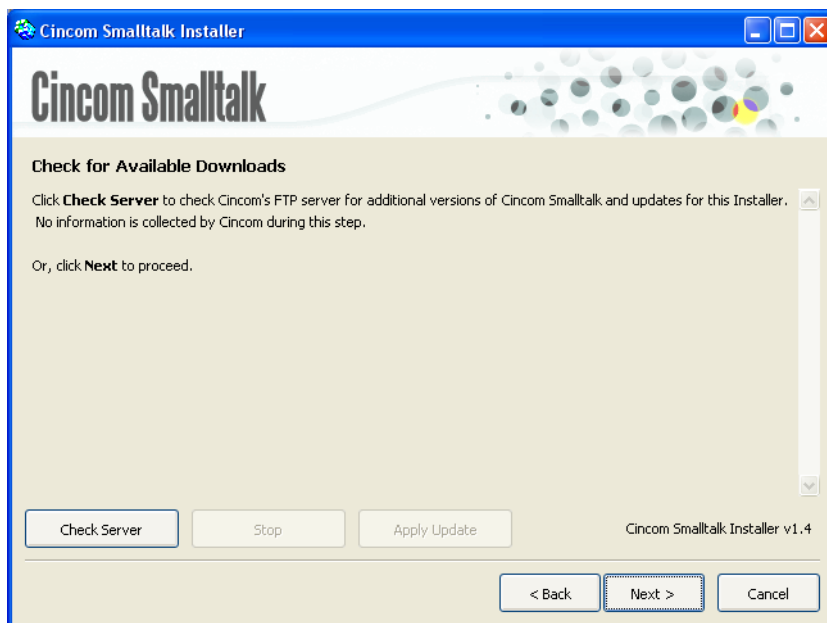 Cincom Smalltalk Installer
Cincom Smalltalk
Check for Available Downloads
Click Check Server to check Cincom's FTP server for additional versions of Cincom Smalltalk and updates for this Installer.
No information is collected by Cincom during this step.
Or, click Next to proceed.
Check Server
Stop
Apply Update
Cincom Smalltalk Installer v1.4
< Back
Next >
Cancel